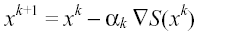 x^{k+1} = x^k − α_k ∇S(x^k)